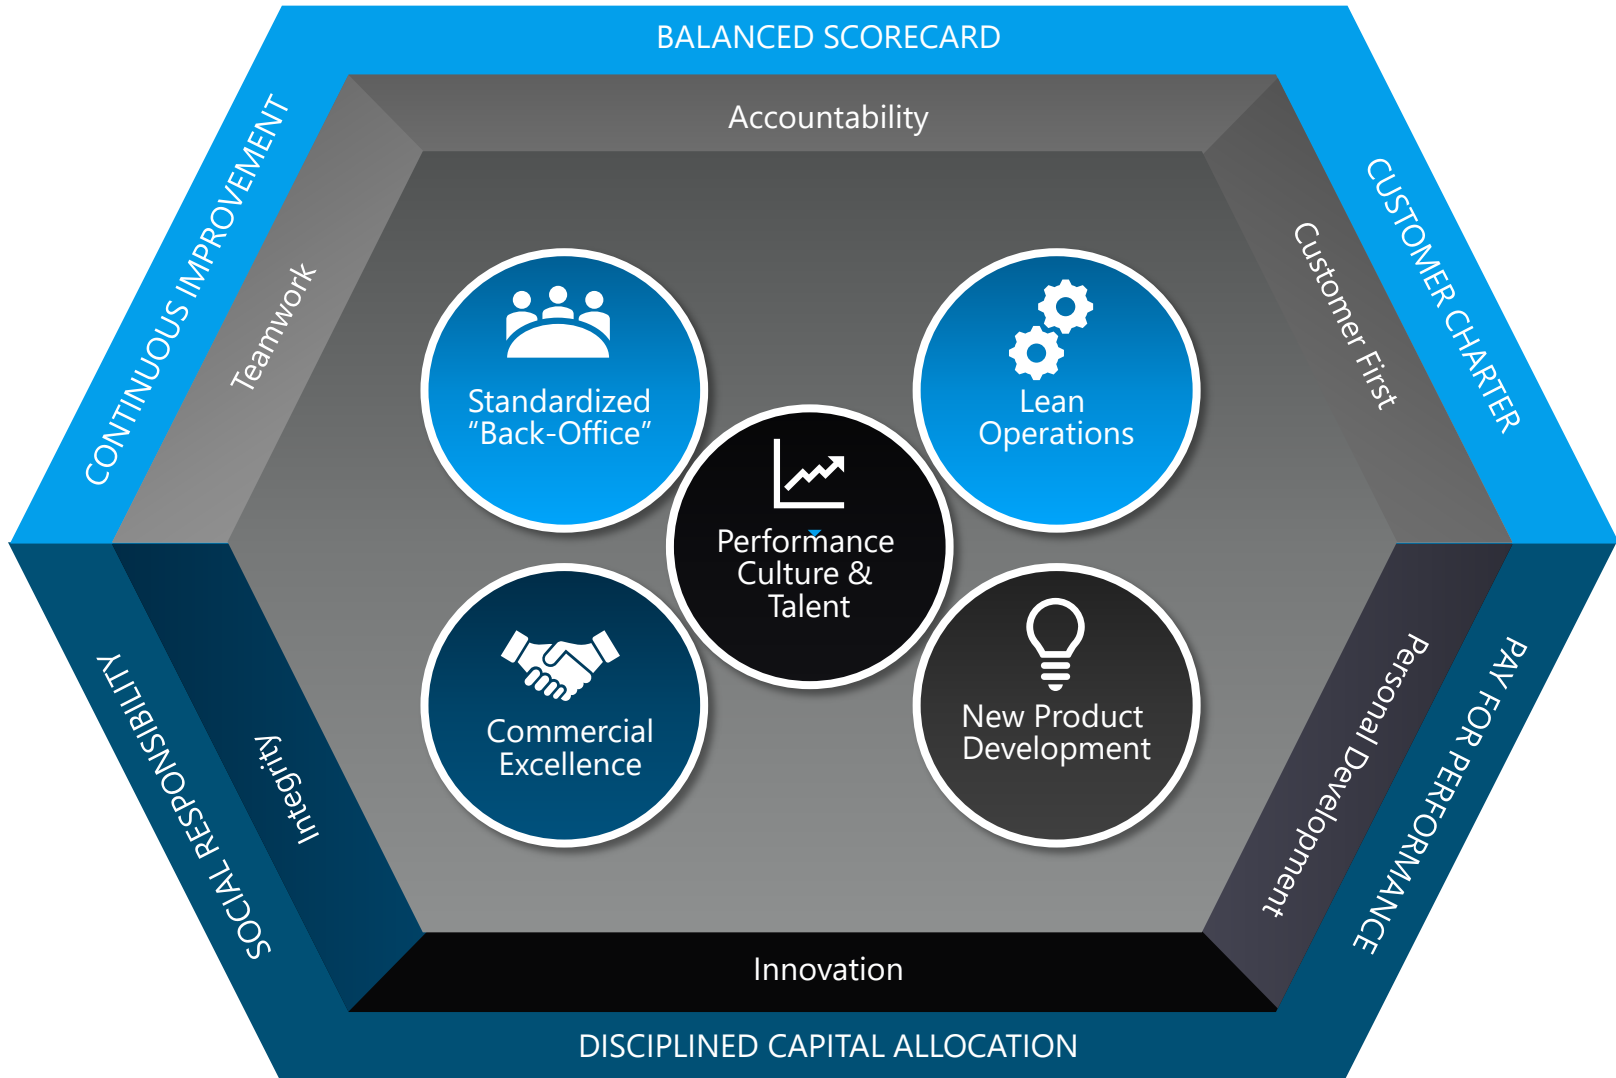 BALANCED SCORECARD
Accountability
CONTINUOUS IMPROVEMENT
Teamwork
Customer First
CUSTOMER CHARTER
Standardized
“Back-Office”
Lean
Operations
Performance
Culture &
Talent
Commercial
Excellence
New Product
Development
SOCIAL RESPONSIBILITY
Integrity
Personal Development
PAY FOR PERFORMANCE
Innovation
DISCIPLINED CAPITAL ALLOCATION